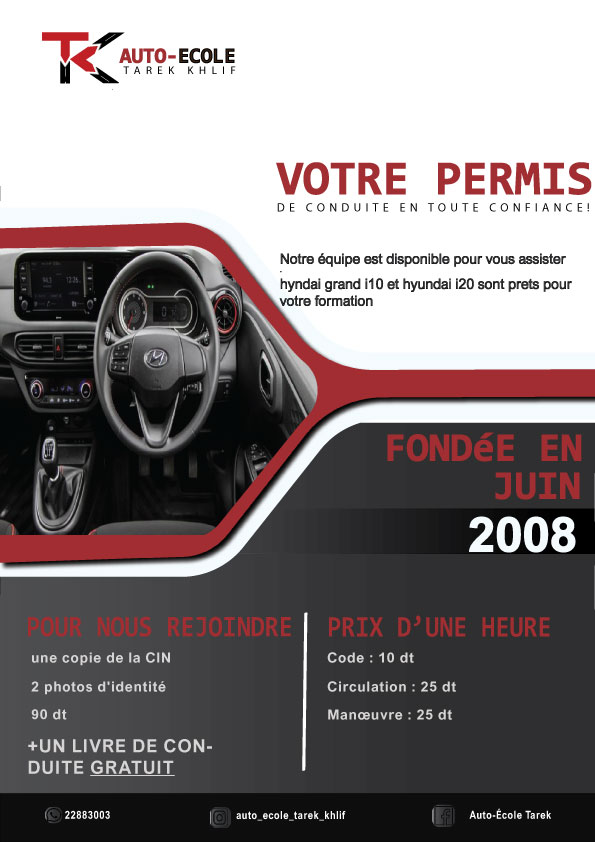 TK AUTO-ECOLE
TAREK KHLIF
VOTRE PERMIS
DE CONDUITE EN TOUTE CONFIANCE!
Notre équipe est disponible pour vous assister
.
hyndai grand i10 et hyundai i20 sont prets pour
votre formation
FONDéE EN
JUIN
2008
POUR NOUS REJOINDRE
une copie de la CIN
2 photos d'identité
90 dt
+UN LIVRE DE CON-
DUITE GRATUIT
PRIX D’UNE HEURE
Code : 10 dt
Circulation : 25 dt
Manœuvre : 25 dt
22883003
auto_ecole_tarek_khlif
Auto-École Tarek